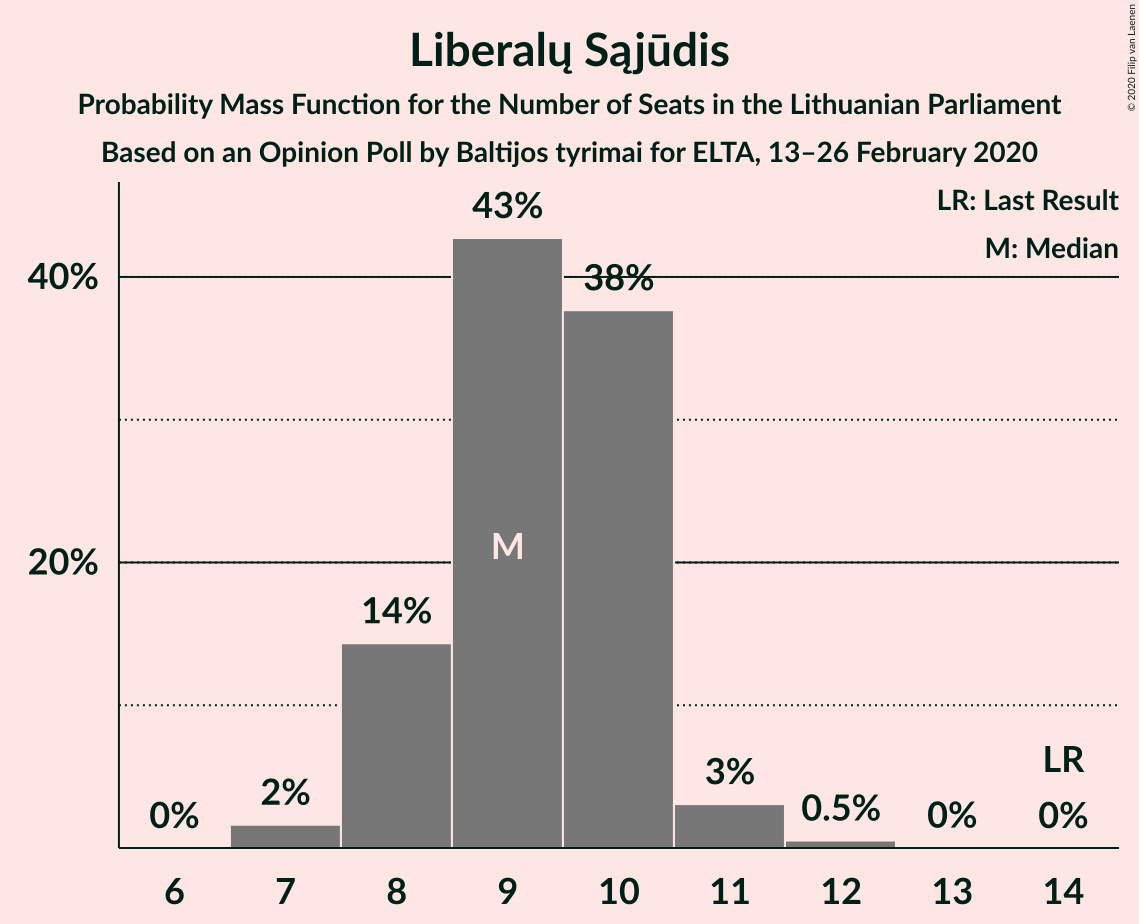 Liberalų Sąjūdis
Probability Mass Function for the Number of Seats in the Lithuanian Parliament
Based on an Opinion Poll by Baltijos tyrimai for ELTA, 13–26 February 2020
© 2020 Filip van Laenen
LR: Last Result
M: Median
43%
40%
38%
M
20%
14%
LR
3%
2%
0.5%
0%
0%
0%
6 7 8 9 10 11 12 13 14